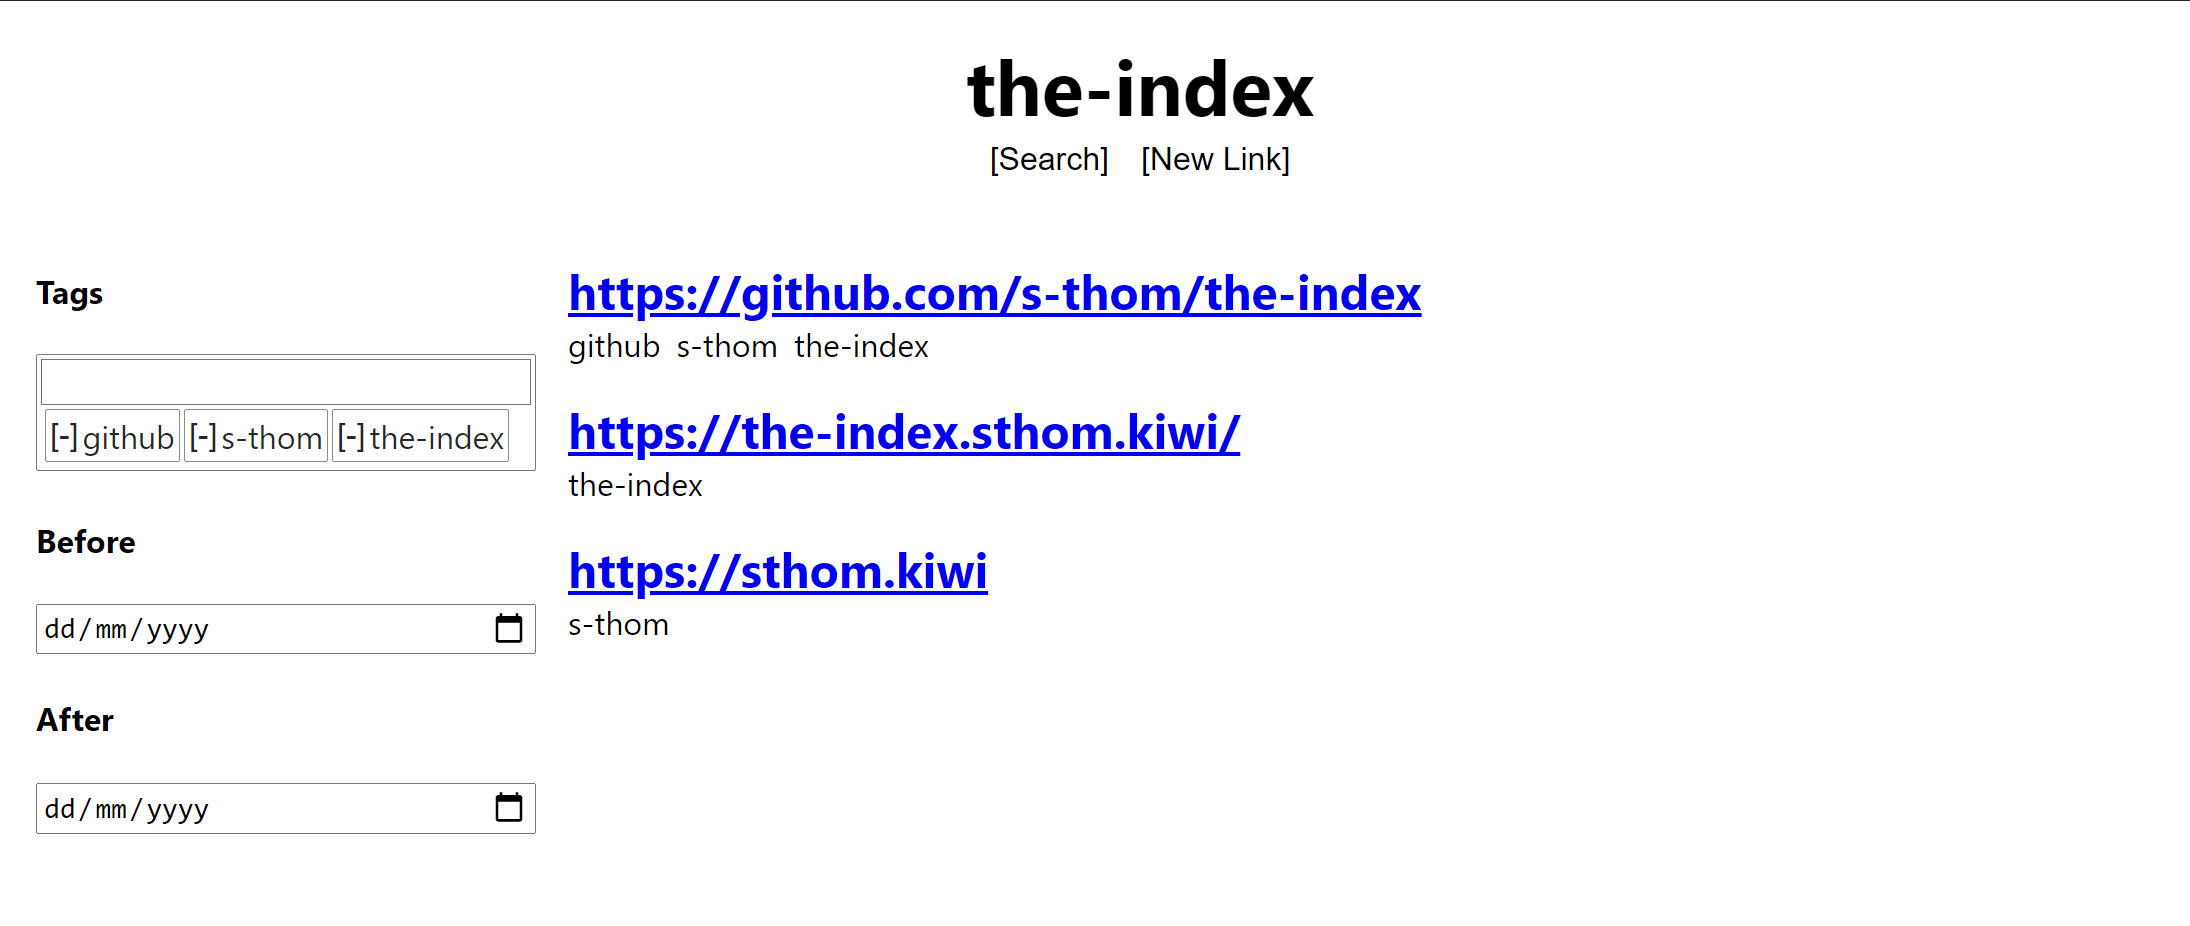 the-index
[Search] [New Link]
Tags
[-] github [-] s-thom [-] the-index
Before
dd/mm/yyyy
After
dd/mm/yyyy
https://github.com/s-thom/the-index
github s-thom the-index
https://the-index.sthom.kiwi/
the-index
https://sthom.kiwi
s-thom